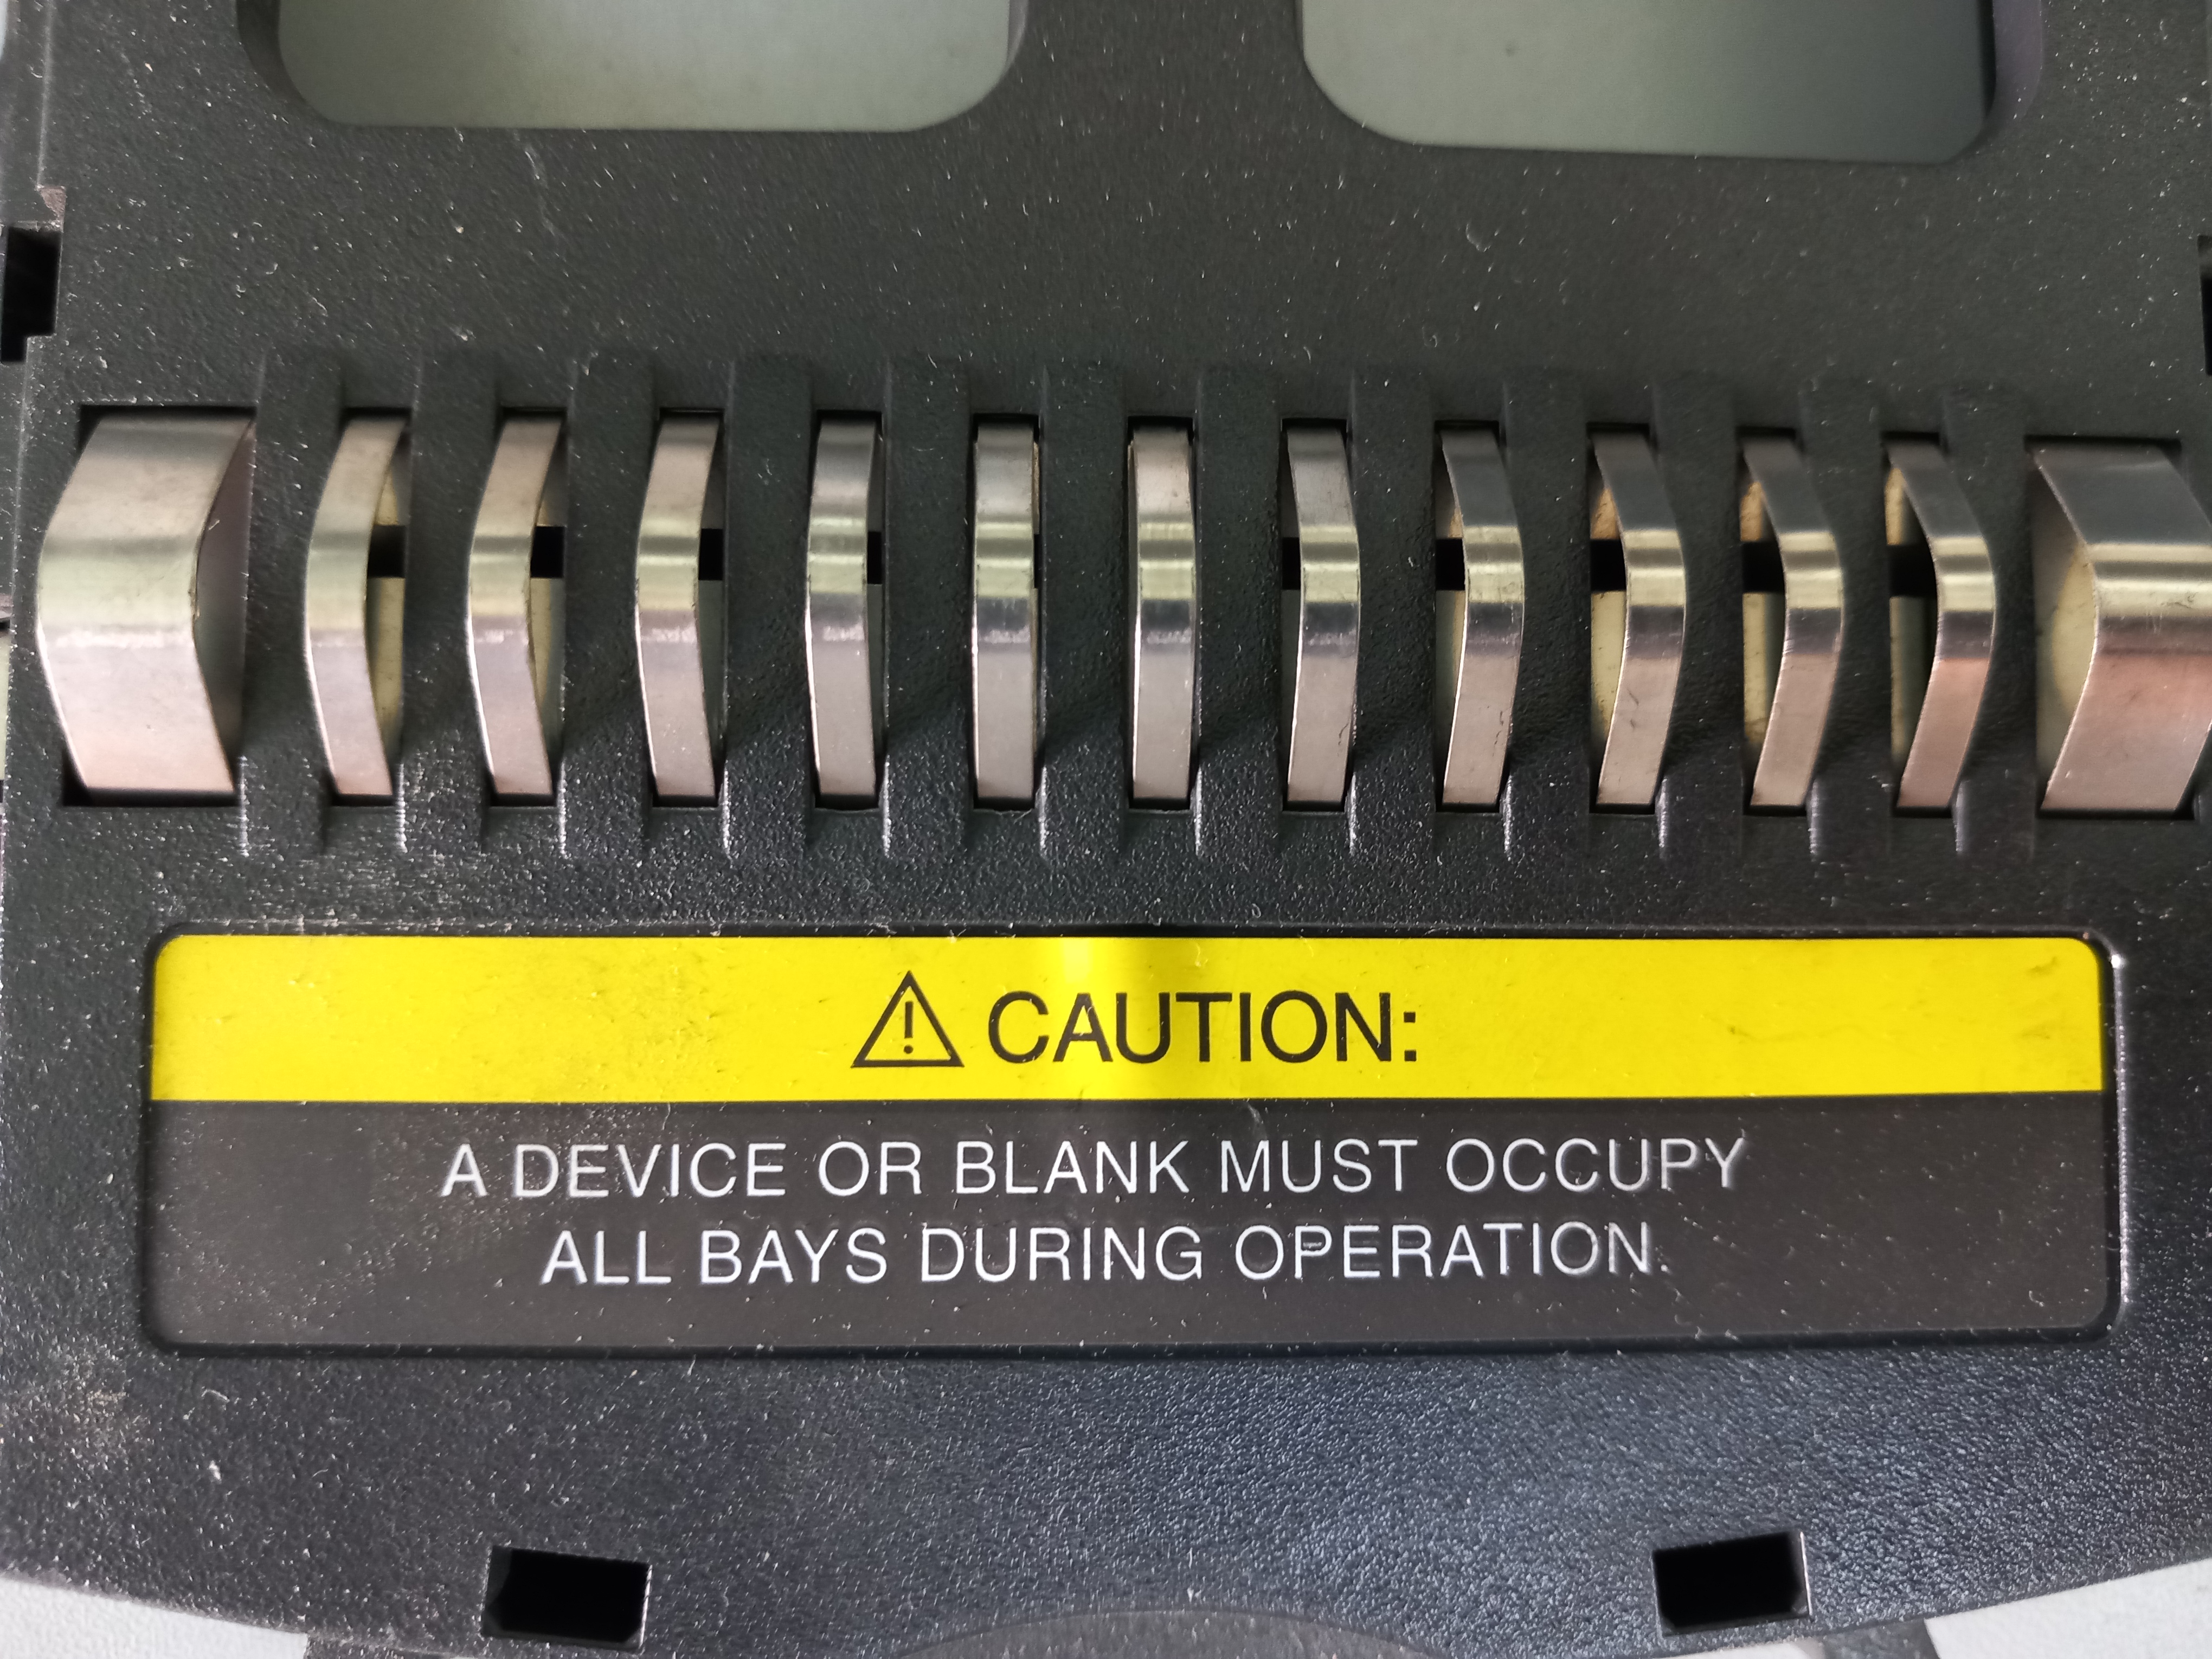 ⚠ CAUTION:
A DEVICE OR BLANK MUST OCCUPY
ALL BAYS DURING OPERATION.